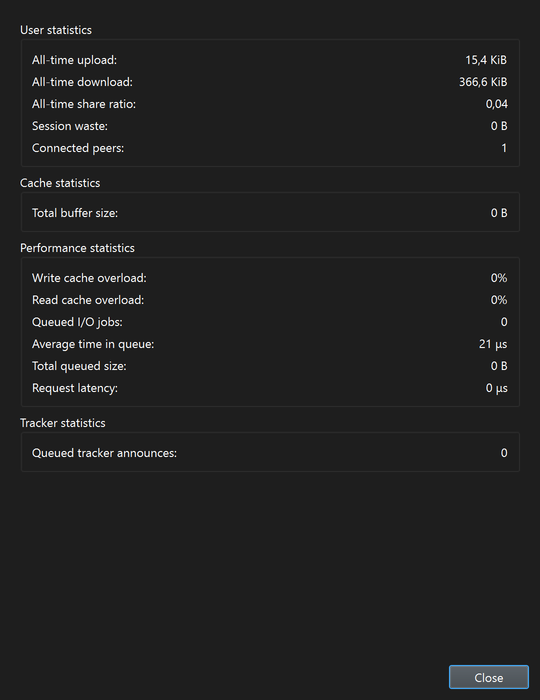 User statistics
All-time upload: 15,4 KiB
All-time download: 366,6 KiB
All-time share ratio: 0,04
Session waste: 0 B
Connected peers: 1
Cache statistics
Total buffer size: 0 B
Performance statistics
Write cache overload: 0%
Read cache overload: 0%
Queued I/O jobs: 0
Average time in queue: 21 μs
Total queued size: 0 B
Request latency: 0 μs
Tracker statistics
Queued tracker announces: 0
Close